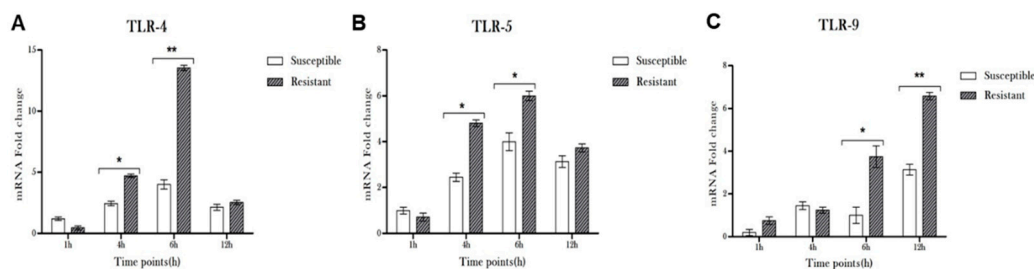 A
TLR-4
mRNA Fold change
15
10
5
0
**
*
1h 4h 6h 12h
Time points(h)
Susceptible
Resistant
B
TLR-5
mRNA Fold change
8
6
4
2
0
*
*
1h 4h 6h 12h
Time points(h)
Susceptible
Resistant
C
TLR-9
mRNA Fold change
8
6
4
2
0
**
*
1h 4h 6h 12h
Time points(h)
Susceptible
Resistant